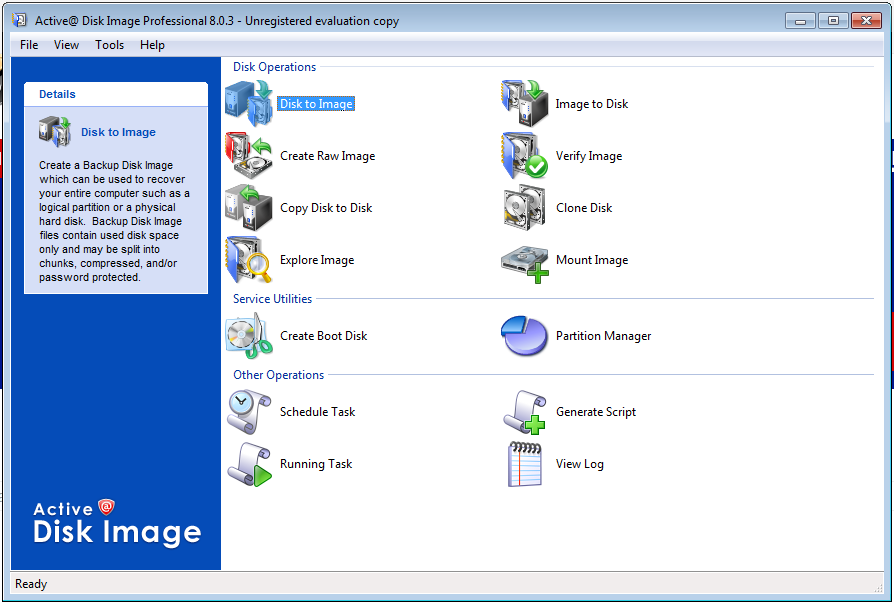 Active@ Disk Image Professional 8.0.3 - Unregistered evaluation copy
File View Tools Help
Details
Disk to Image
Create a Backup Disk Image
which can be used to recover
your entire computer such as a
logical partition or a physical
hard disk. Backup Disk Image
files contain used disk space
only and may be split into
chunks, compressed, and/or
password protected.
Active @
Disk Image
Disk Operations
Disk to Image
Image to Disk
Create Raw Image
Verify Image
Copy Disk to Disk
Clone Disk
Explore Image
Mount Image
Service Utilities
Create Boot Disk
Partition Manager
Other Operations
Schedule Task
Generate Script
Running Task
View Log
Ready